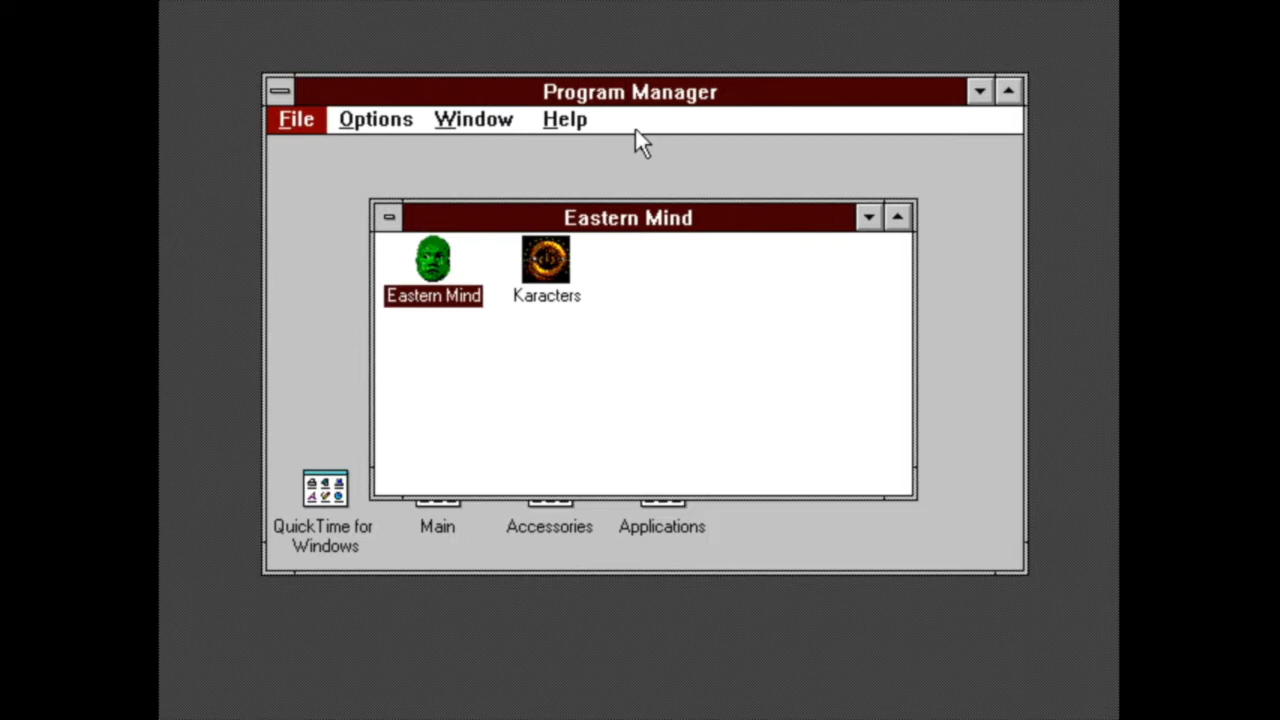 Program Manager
File Options Window Help
Eastern Mind
Eastern Mind Karacters
QuickTime for Windows
Main
Accessories
Applications